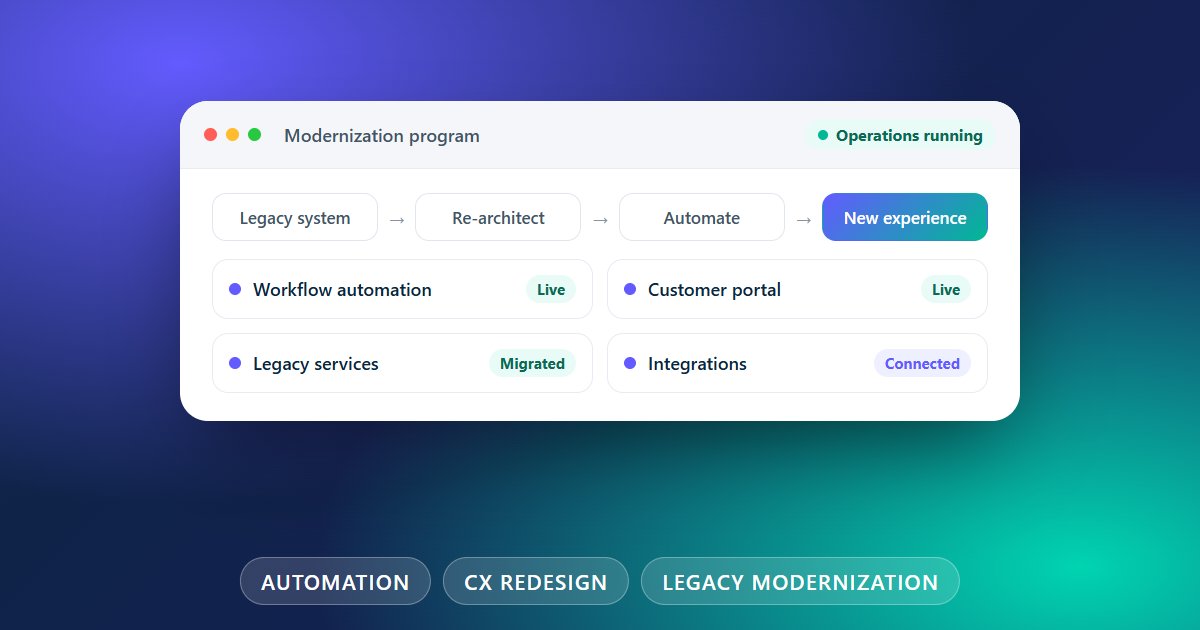 Modernization program
Operations running
Legacy system → Re-architect → Automate → New experience
Workflow automation Live
Customer portal Live
Legacy services Migrated
Integrations Connected
AUTOMATION
CX REDESIGN
LEGACY MODERNIZATION